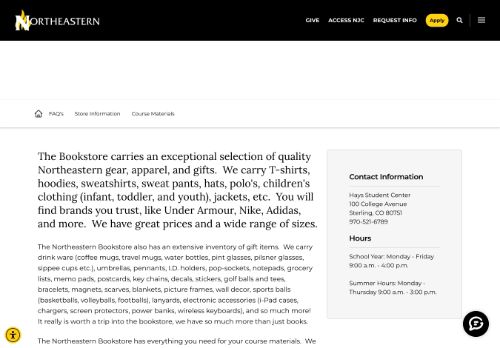 NORTHEASTERN
GIVE ACCESS NJC REQUEST INFO Apply
FAQ's Store Information Course Materials
The Bookstore carries an exceptional selection of quality
Northeastern gear, apparel, and gifts. We carry T-shirts,
hoodies, sweatshirts, sweat pants, hats, polo's, children's
clothing (infant, toddler, and youth), jackets, etc. You will
find brands you trust, like Under Armour, Nike, Adidas,
and more. We have great prices and a wide range of sizes.
The Northeastern Bookstore also has an extensive inventory of gift items. We carry
drink ware (coffee mugs, travel mugs, water bottles, pint glasses, pilsner glasses,
sippee cups etc.), umbrellas, pennants, I.D. holders, pop-sockets, notepads, grocery
lists, memo pads, postcards, key chains, decals, stickers, golf balls and tees,
bracelets, magnets, scarves, blankets, picture frames, wall decor, sports balls
(basketballs, volleyballs, footballs), lanyards, electronic accessories (I-Pad cases,
chargers, screen protectors, power banks, wireless keyboards), and so much more!
It really is worth a trip into the bookstore, we have so much more than just books.
The Northeastern Bookstore has everything you need for your course materials. We
Contact Information
Hays Student Center
100 College Avenue
Sterling, CO 80751
970-521-6789
Hours
School Year: Monday - Friday
9:00 a.m. - 4:00 p.m.
Summer Hours: Monday -
Thursday 9:00 a.m. - 3:00 p.m.